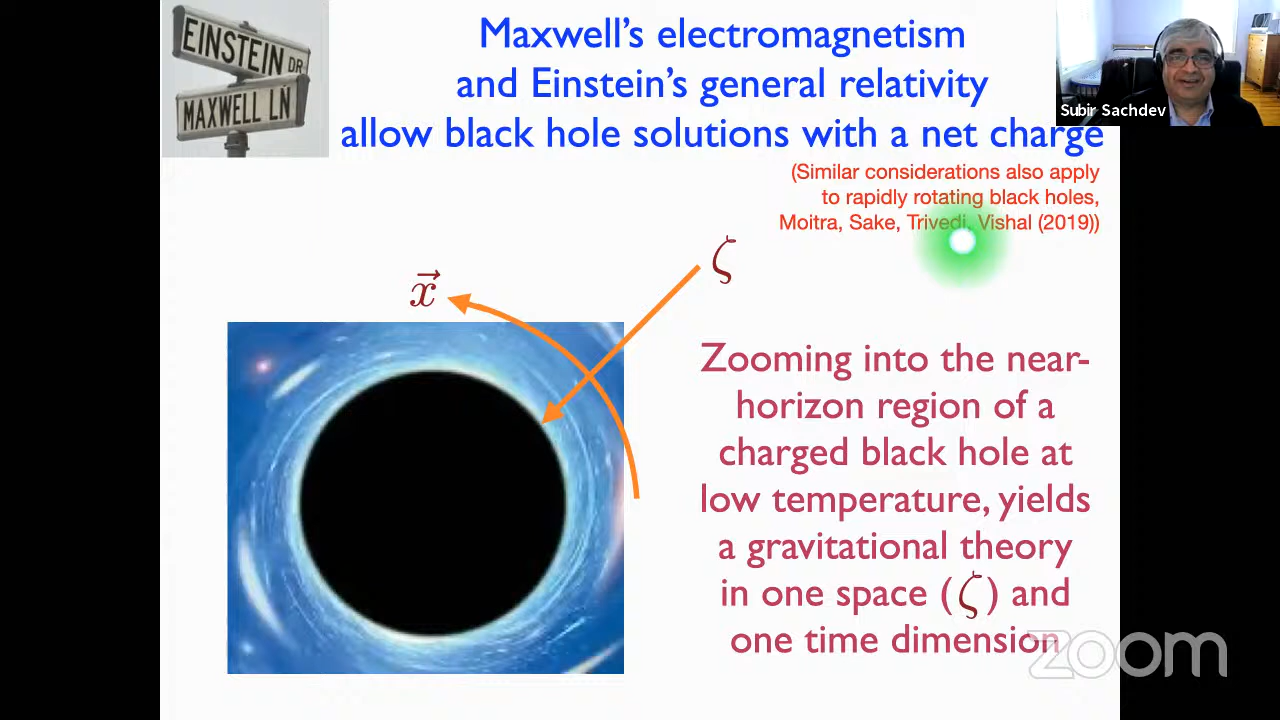 EINSTEIN DR
MAXWELL LN
Maxwell's electromagnetism
and Einstein's general relativity
allow black hole solutions with a net charge
(Similar considerations also apply
to rapidly rotating black holes,
Moitra, Sake, Trivedi, Vishal (2019))
Subir Sachdev
ζ
x⃗
Zooming into the near-
horizon region of a
charged black hole at
low temperature, yields
a gravitational theory
in one space (ζ) and
one time dimension
zoom